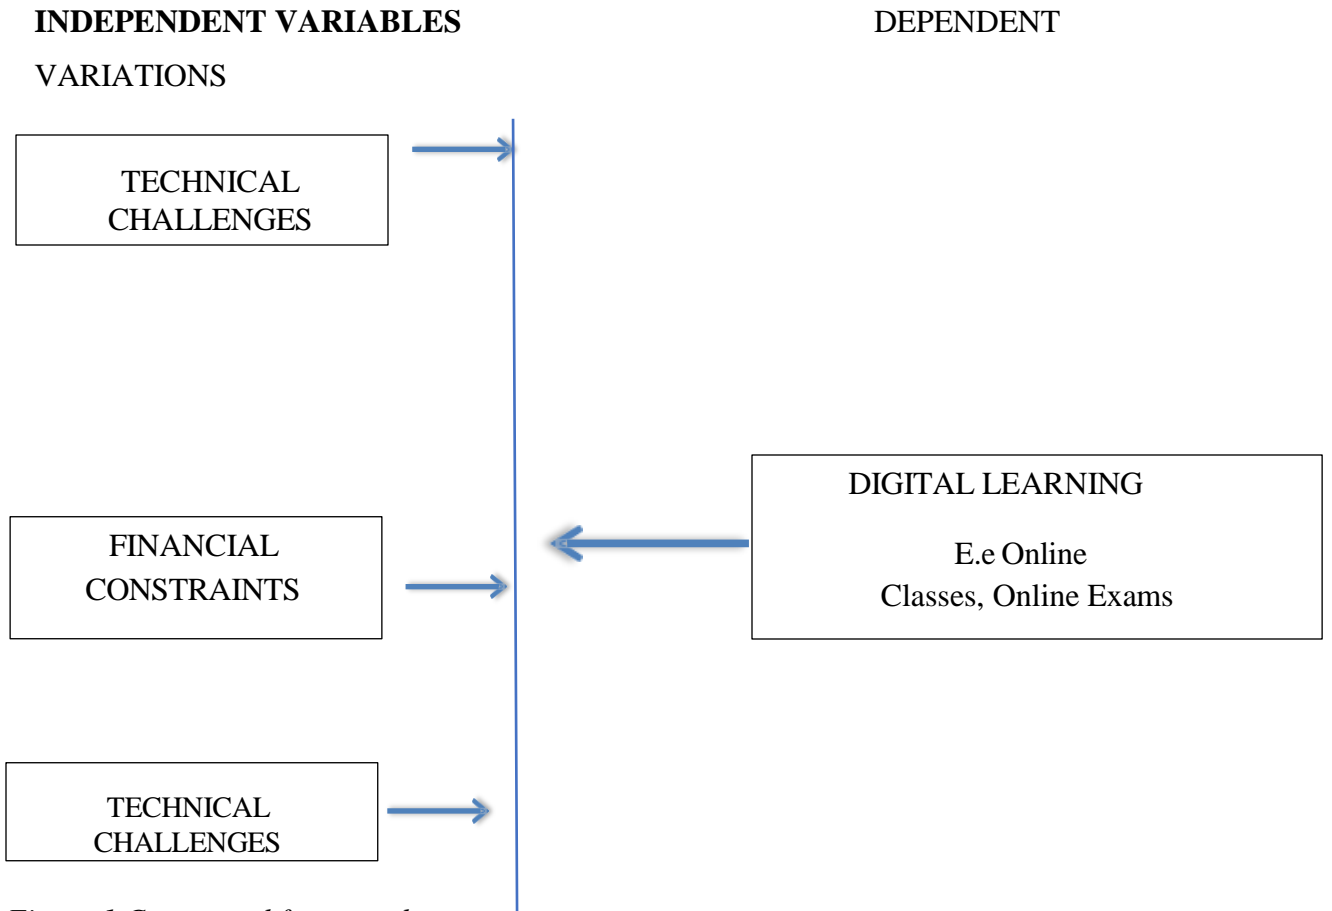 INDEPENDENT VARIABLES DEPENDENT
VARIATIONS
TECHNICAL
CHALLENGES
FINANCIAL
CONSTRAINTS
DIGITAL LEARNING
E.e Online
Classes, Online Exams
TECHNICAL
CHALLENGES